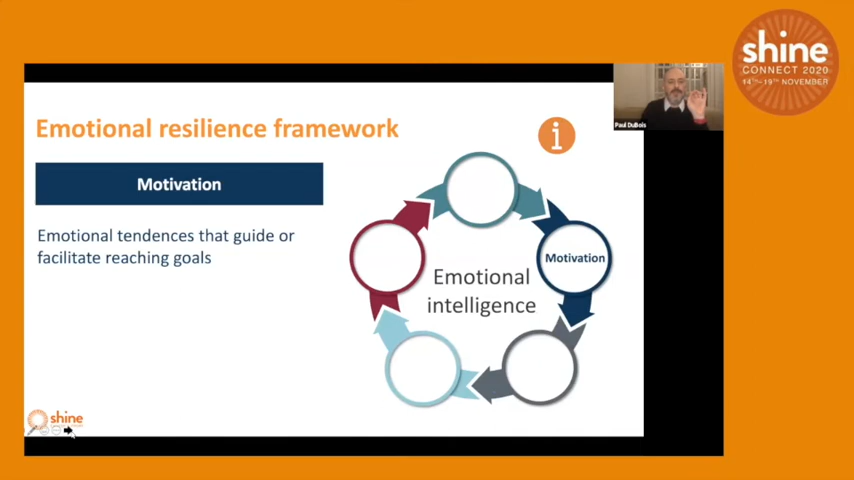 shine
CONNECT 2020
14TH-19TH NOVEMBER
Paul DuBois
Emotional resilience framework
i
Motivation
Emotional tendences that guide or
facilitate reaching goals
Motivation
Emotional
intelligence
shine